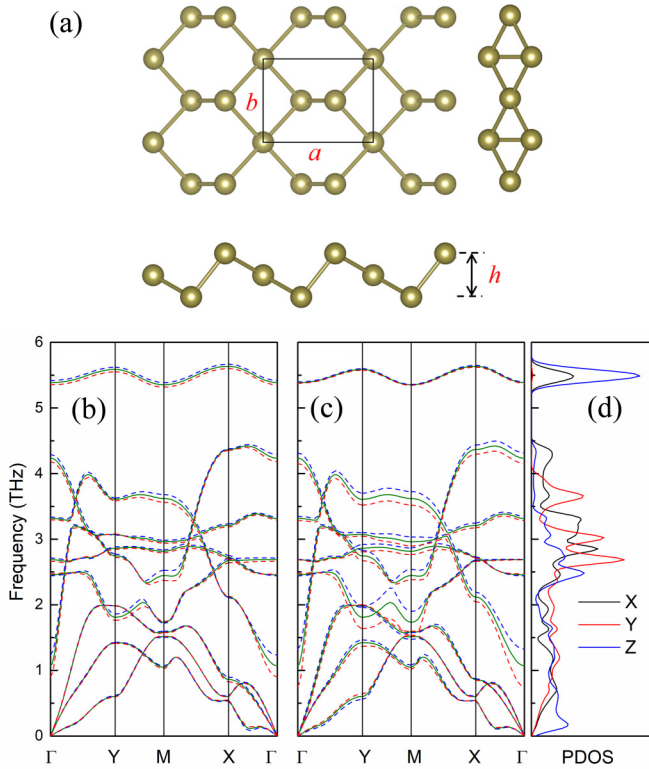 (a)
b
a
h
6
5
4
3
2
1
0
Frequency (THz)
(b)
(c)
(d)
X
Y
Z
Γ Y M X Γ
Γ Y M X Γ
PDOS